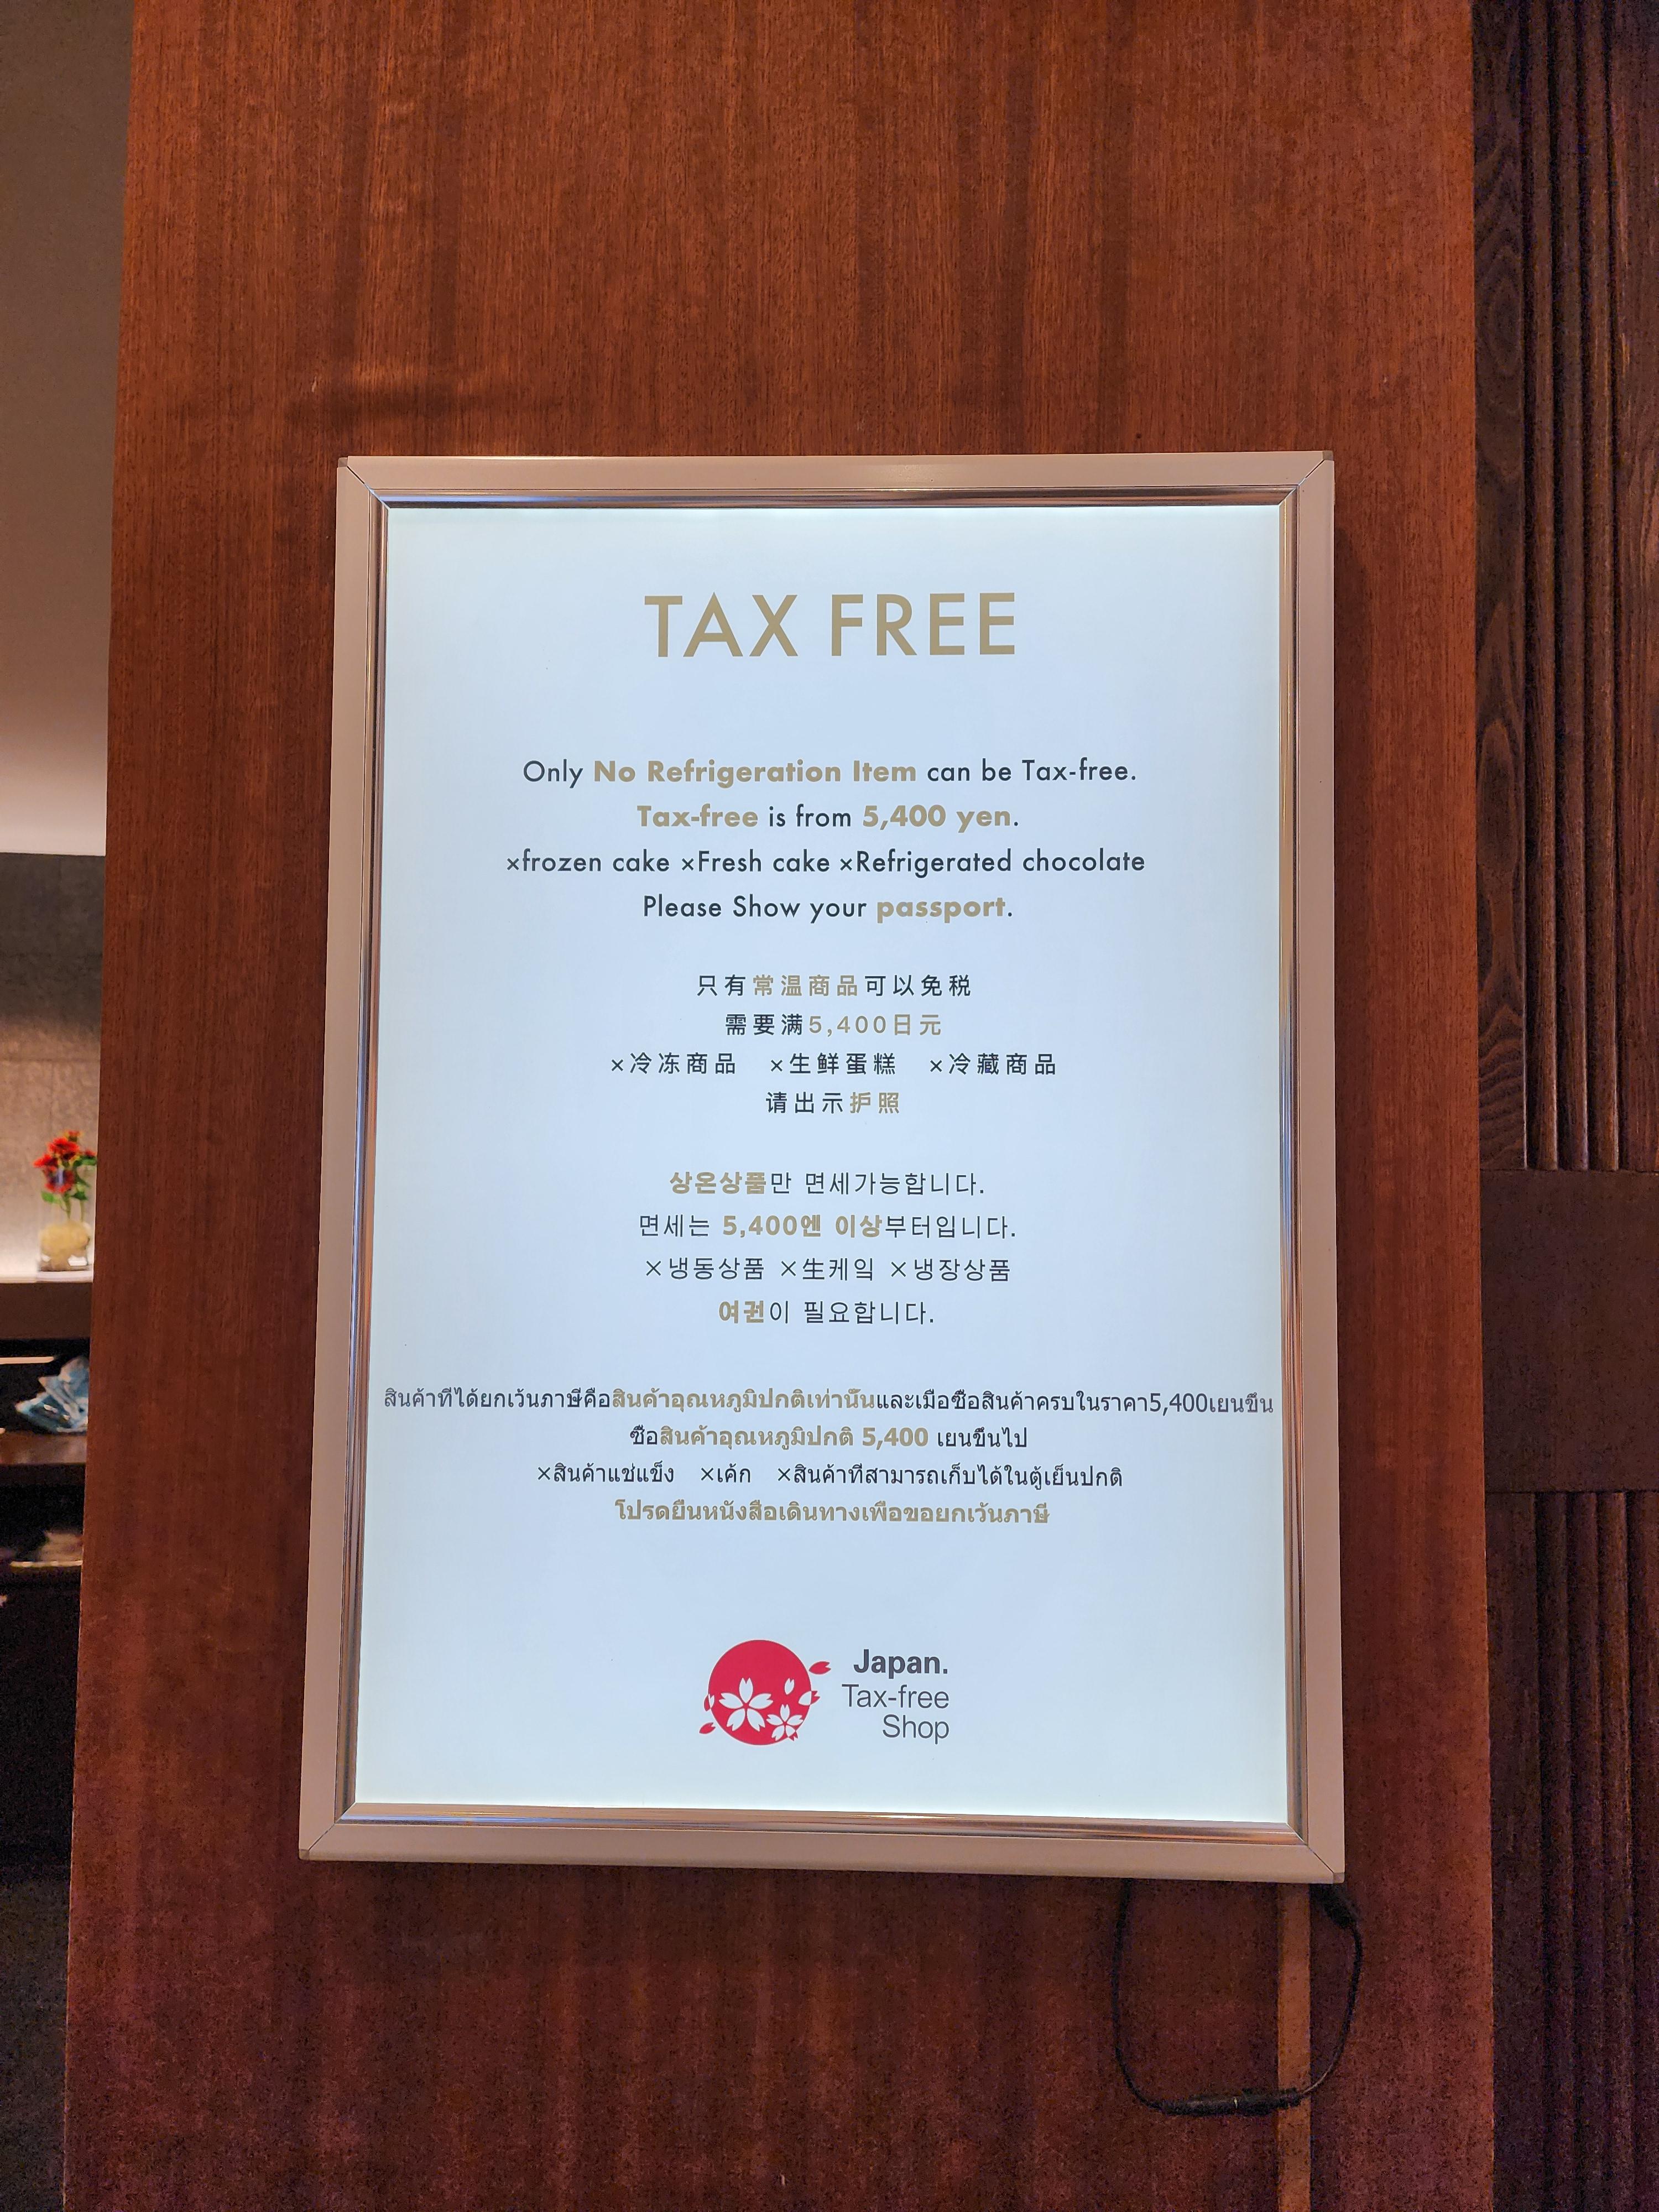 TAX FREE
Only No Refrigeration Item can be Tax-free.
Tax-free is from 5,400 yen.
×frozen cake ×Fresh cake ×Refrigerated chocolate
Please Show your passport.
只有常温商品可以免税
需要满5,400日元
×冷冻商品 ×生鲜蛋糕 ×冷藏商品
请出示护照
상온상품만 면세가능합니다.
면세는 5,400엔 이상부터입니다.
×냉동상품 ×生케잌 ×냉장상품
여권이 필요합니다.
สินค้าที่ได้ยกเว้นภาษีคือสินค้าอุณหภูมิปกติเท่านั้นและเมื่อซื้อสินค้าครบในราคา5,400เยนขึ้น
ซื้อสินค้าอุณหภูมิปกติ 5,400 เยนขึ้นไป
×สินค้าแช่แข็ง ×เค้ก ×สินค้าที่สามารถเก็บได้ในตู้เย็นปกติ
โปรดยื่นหนังสือเดินทางเพื่อขอยกเว้นภาษี
Japan.
Tax-free
Shop